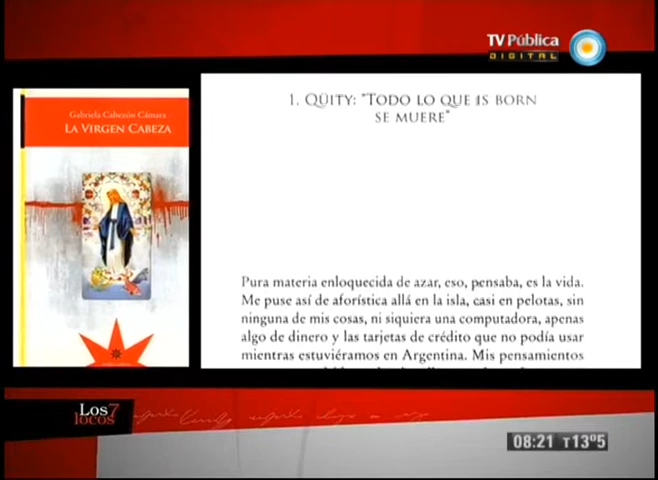 TV Pública
DIGITAL
Gabriela Cabezón Cámara
LA VIRGEN CABEZA
1. QÜITY: "TODO LO QUE IS BORN
SE MUERE"
Pura materia enloquecida de azar, eso, pensaba, es la vida.
Me puse así de aforística allá en la isla, casi en pelotas, sin
ninguna de mis cosas, ni siquiera una computadora, apenas
algo de dinero y las tarjetas de crédito que no podía usar
mientras estuviéramos en Argentina. Mis pensamientos
Los 7
locos
08:21 T13°5